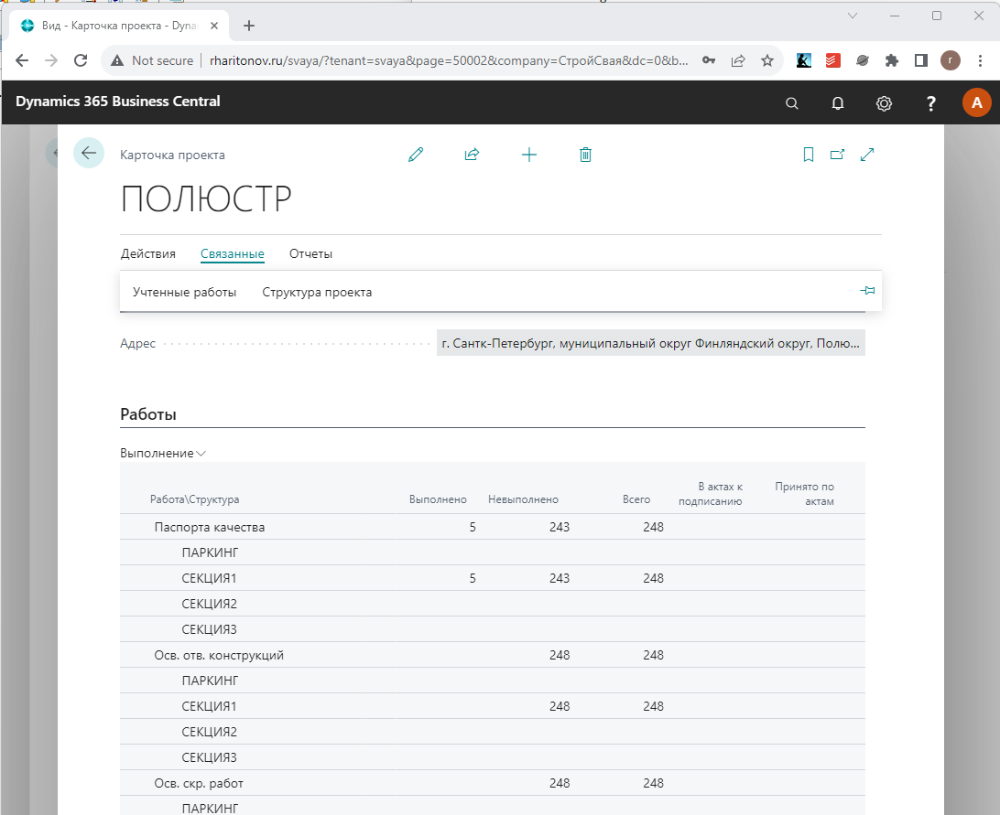 Вид - Карточка проекта - Dyna
Not secure rharitonov.ru/svaya/?tenant=svaya&page=50002&company=СтройСвая&dc=0&b...
r
Dynamics 365 Business Central
?
A
Карточка проекта
ПОЛЮСТР
Действия Связанные Отчеты
Учтенные работы Структура проекта
Адрес г. Сантк-Петербург, муниципальный округ Финляндский округ, Полю...
Работы
Выполнение
Работа\Структура Выполнено Невыполнено Всего В актах к подписанию Принято по актам
Паспорта качества 5 243 248
ПАРКИНГ
СЕКЦИЯ1 5 243 248
СЕКЦИЯ2
СЕКЦИЯ3
Осв. отв. конструкций 248 248
ПАРКИНГ
СЕКЦИЯ1 248 248
СЕКЦИЯ2
СЕКЦИЯ3
Осв. скр. работ 248 248
ПАРКИНГ